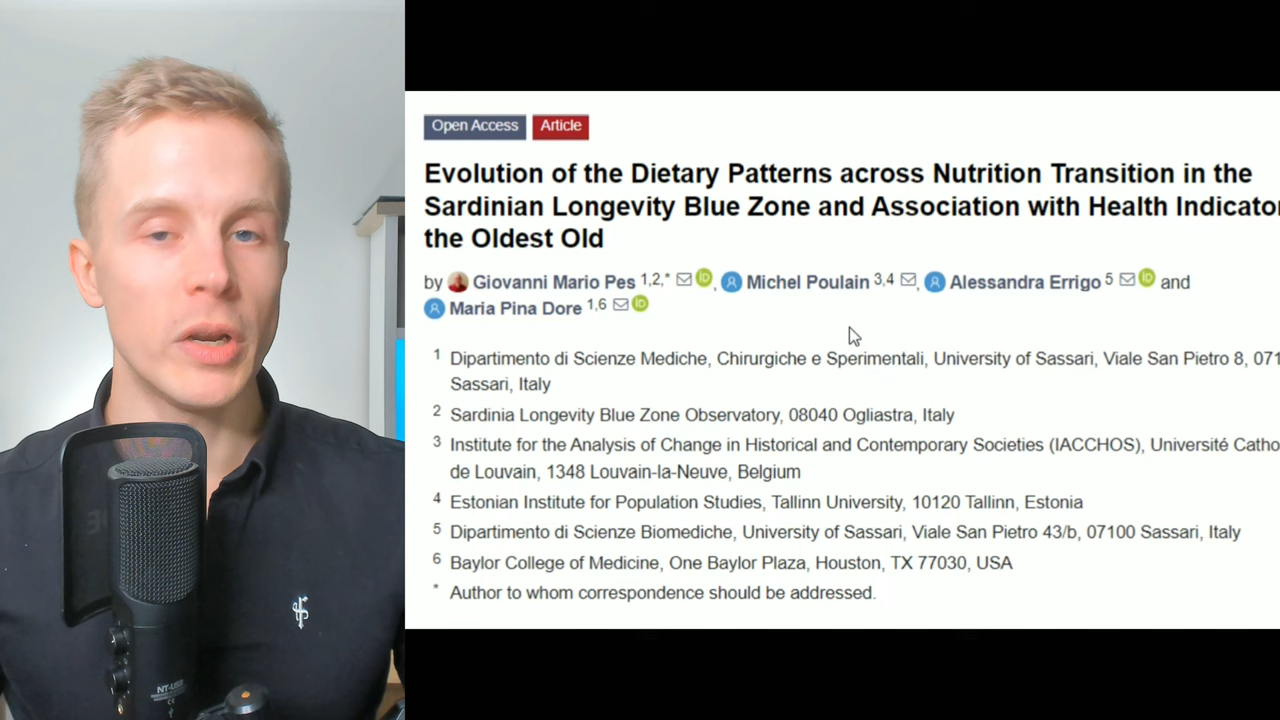 Open Access Article
Evolution of the Dietary Patterns across Nutrition Transition in the
Sardinian Longevity Blue Zone and Association with Health Indicato
the Oldest Old
by Giovanni Mario Pes 1,2,* iD, Michel Poulain 3,4, Alessandra Errigo 5 iD and
Maria Pina Dore 1,6 iD
1 Dipartimento di Scienze Mediche, Chirurgiche e Sperimentali, University of Sassari, Viale San Pietro 8, 071
Sassari, Italy
2 Sardinia Longevity Blue Zone Observatory, 08040 Ogliastra, Italy
3 Institute for the Analysis of Change in Historical and Contemporary Societies (IACCHOS), Université Catho
de Louvain, 1348 Louvain-la-Neuve, Belgium
4 Estonian Institute for Population Studies, Tallinn University, 10120 Tallinn, Estonia
5 Dipartimento di Scienze Biomediche, University of Sassari, Viale San Pietro 43/b, 07100 Sassari, Italy
6 Baylor College of Medicine, One Baylor Plaza, Houston, TX 77030, USA
* Author to whom correspondence should be addressed.
NT-USB